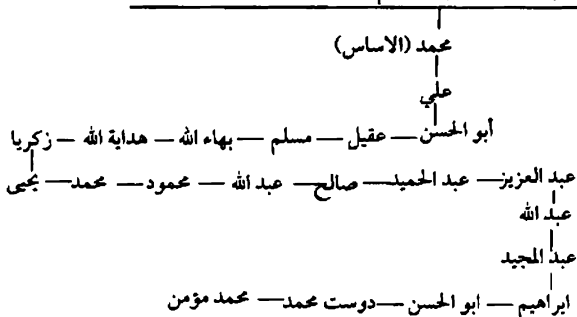 محمد (الاساس)
علي
أبو الحسن — عقيل — مسلم — بهاء الله — هداية الله — زكريا
عبد العزيز — عبد الحميد — صالح — عبد الله — محمود — محمد — يحيى
عبد الله
عبد المجيد
ابراهيم — ابو الحسن — دوست محمد — محمد مؤمن